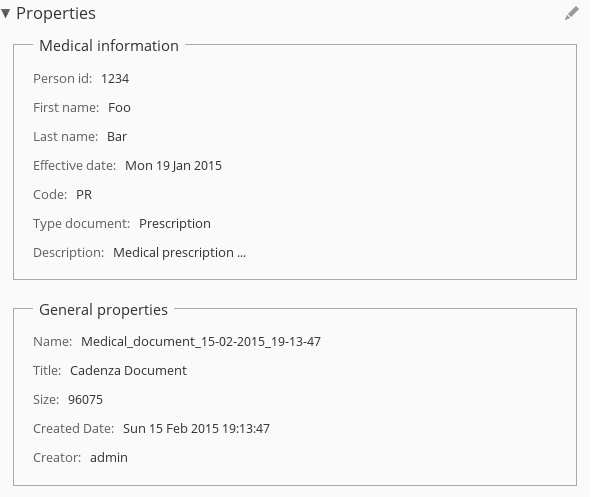 Properties
Medical information
Person id: 1234
First name: Foo
Last name: Bar
Effective date: Mon 19 Jan 2015
Code: PR
Type document: Prescription
Description: Medical prescription ...
General properties
Name: Medical_document_15-02-2015_19-13-47
Title: Cadenza Document
Size: 96075
Created Date: Sun 15 Feb 2015 19:13:47
Creator: admin